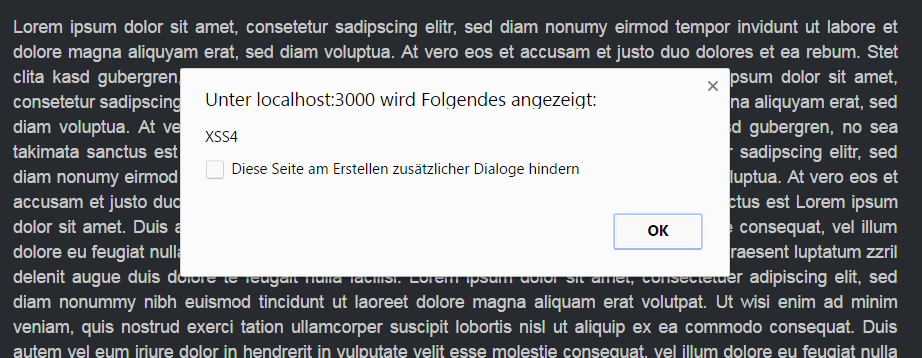 Lorem ipsum dolor sit amet, consetetur sadipscing elitr, sed diam nonumy eirmod tempor invidunt ut labore et
dolore magna aliquyam erat, sed diam voluptua. At vero eos et accusam et justo duo dolores et ea rebum. Stet
clita kasd gubergren, psum dolor sit amet,
consetetur sadipscing na aliquyam erat, sed
diam voluptua. At ve sd gubergren, no sea
takimata sanctus est sadipscing elitr, sed
diam nonumy eirmod luptua. At vero eos et
accusam et justo duo ctus est Lorem ipsum
dolor sit amet. Duis a consequat, vel illum
dolore eu feugiat nulla raesent luptatum zzril
Unter localhost:3000 wird Folgendes angezeigt:
XSS4
Diese Seite am Erstellen zusätzlicher Dialoge hindern
OK
delenit augue duis dolore te feugait nulla facilisi. Lorem ipsum dolor sit amet, consectetuer adipiscing elit, sed
diam nonummy nibh euismod tincidunt ut laoreet dolore magna aliquam erat volutpat. Ut wisi enim ad minim
veniam, quis nostrud exerci tation ullamcorper suscipit lobortis nisl ut aliquip ex ea commodo consequat. Duis
autem vel eum iriure dolor in hendrerit in vulputate velit esse molestie consequat, vel illum dolore eu feugiat nulla